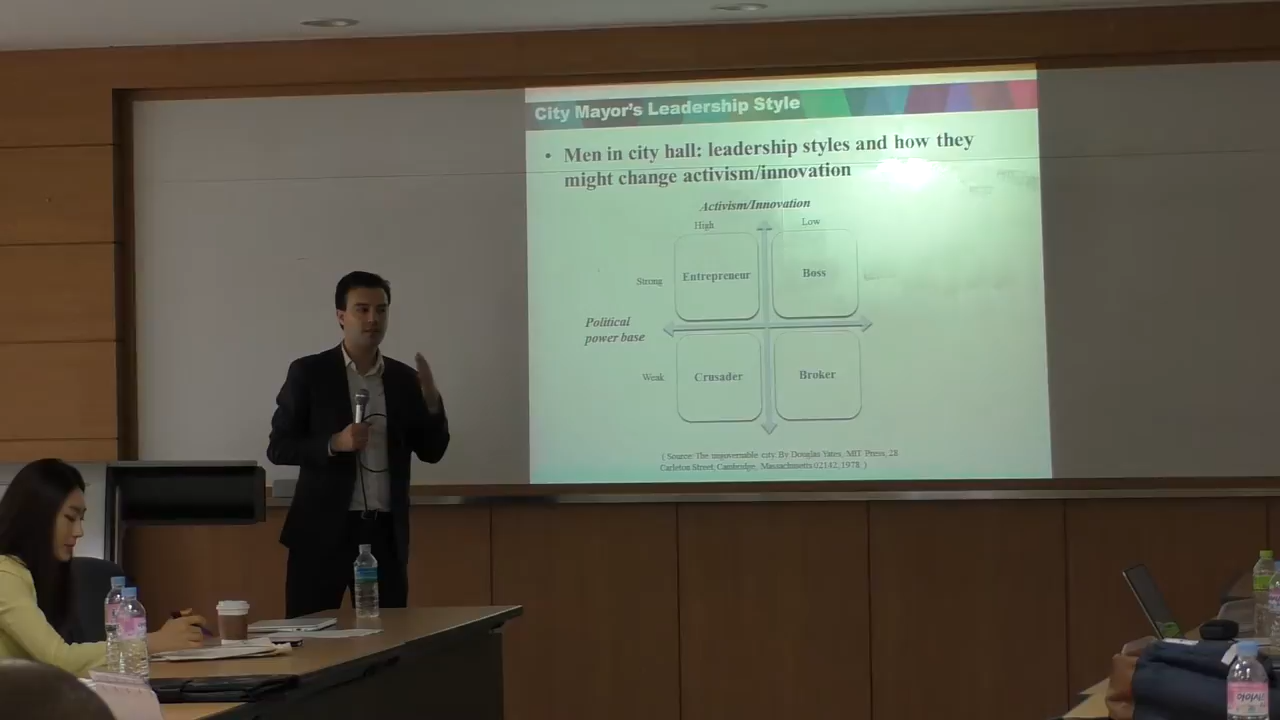 City Mayor's Leadership Style
• Men in city hall: leadership styles and how they
might change activism/innovation
Activism/Innovation
High Low
Strong Entrepreneur Boss
Political
power base
Weak Crusader Broker
( Source: The ungovernable city. By Douglas Yates, MIT Press, 28
Carleton Street, Cambridge, Massachusetts 02142, 1978 )